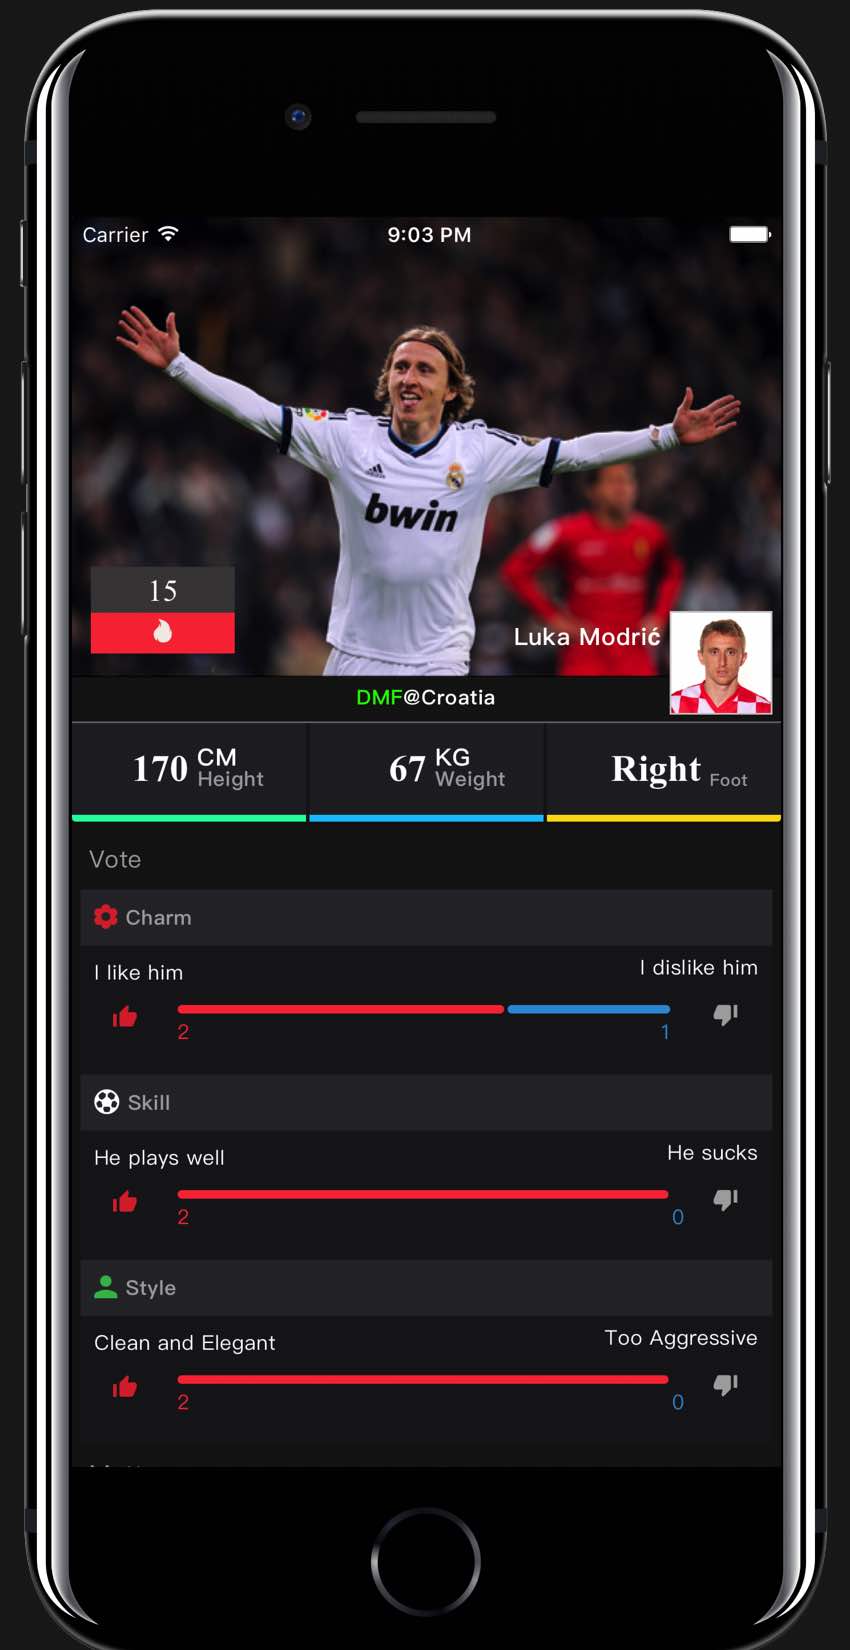 Carrier 9:03 PM
bwin
15
Luka Modrić
DMF@Croatia
170 CM Height
67 KG Weight
Right Foot
Vote
Charm
I like him I dislike him
2 1
Skill
He plays well He sucks
2 0
Style
Clean and Elegant Too Aggressive
2 0